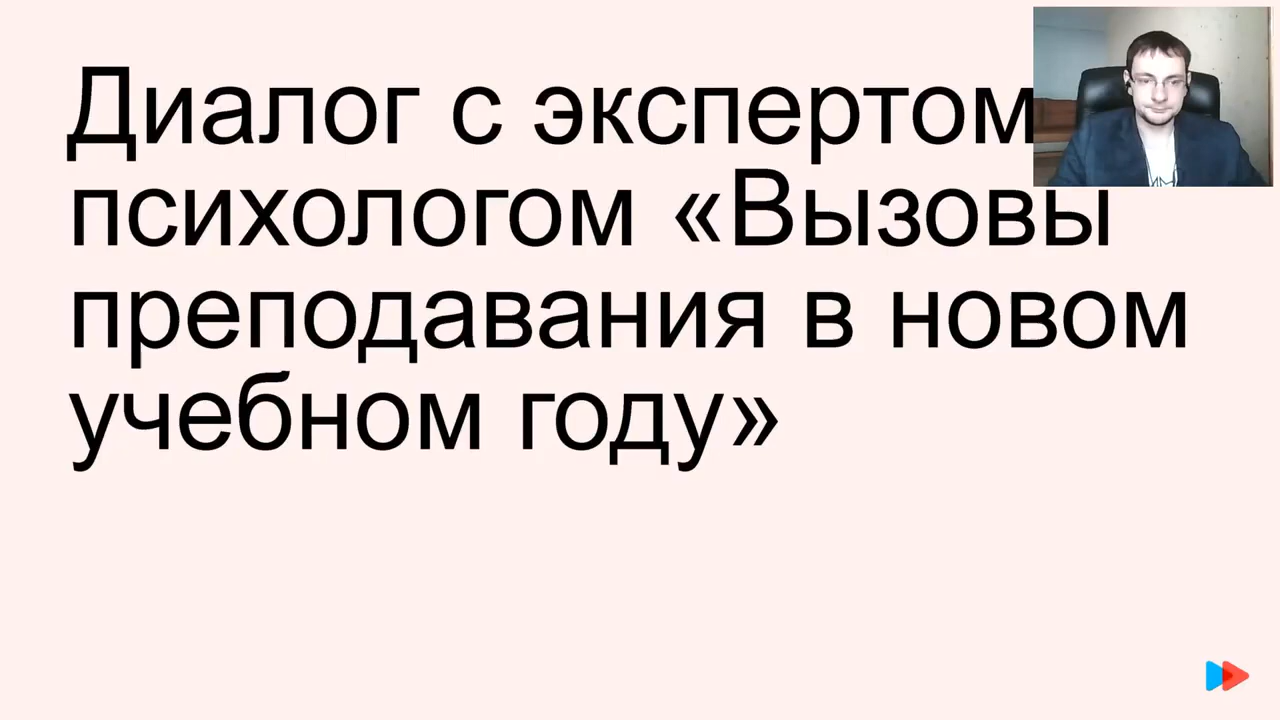 Диалог с экспертом
психологом «Вызовы
преподавания в новом
учебном году»